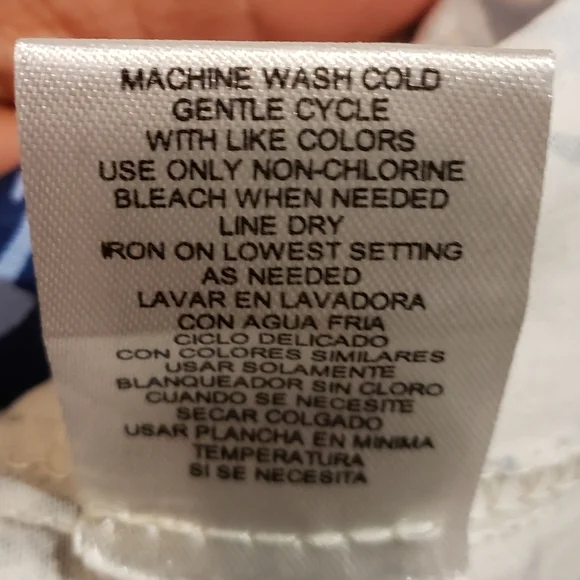 MACHINE WASH COLD
GENTLE CYCLE
WITH LIKE COLORS
USE ONLY NON-CHLORINE
BLEACH WHEN NEEDED
LINE DRY
IRON ON LOWEST SETTING
AS NEEDED
LAVAR EN LAVADORA
CON AGUA FRIA
CICLO DELICADO
CON COLORES SIMILARES
USAR SOLAMENTE
BLANQUEADOR SIN CLORO
CUANDO SE NECESITE
SECAR COLGADO
USAR PLANCHA EN MINIMA
TEMPERATURA
SI SE NECESITA